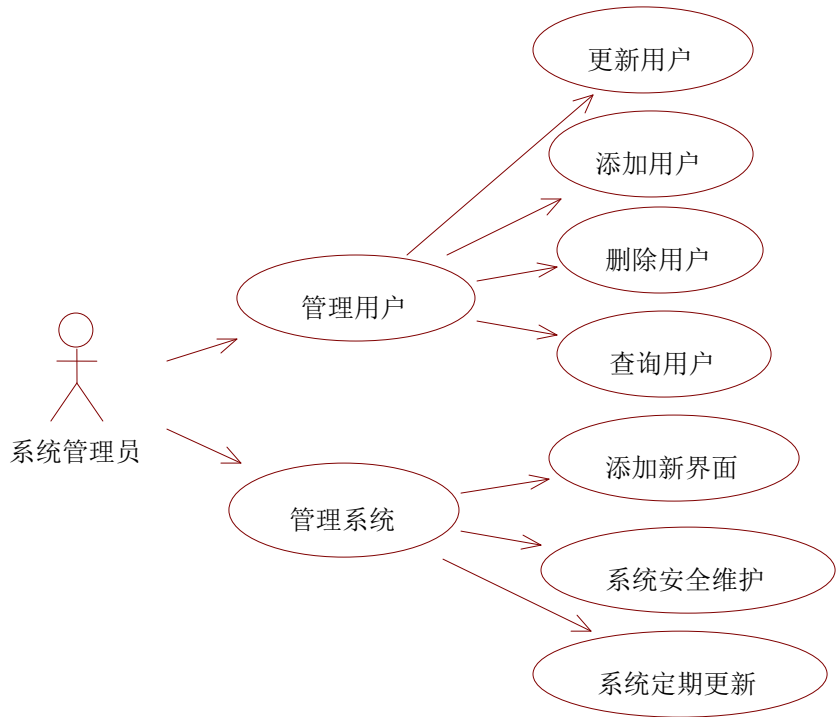 更新用户
添加用户
删除用户
管理用户
查询用户
系统管理员
添加新界面
管理系统
系统安全维护
系统定期更新